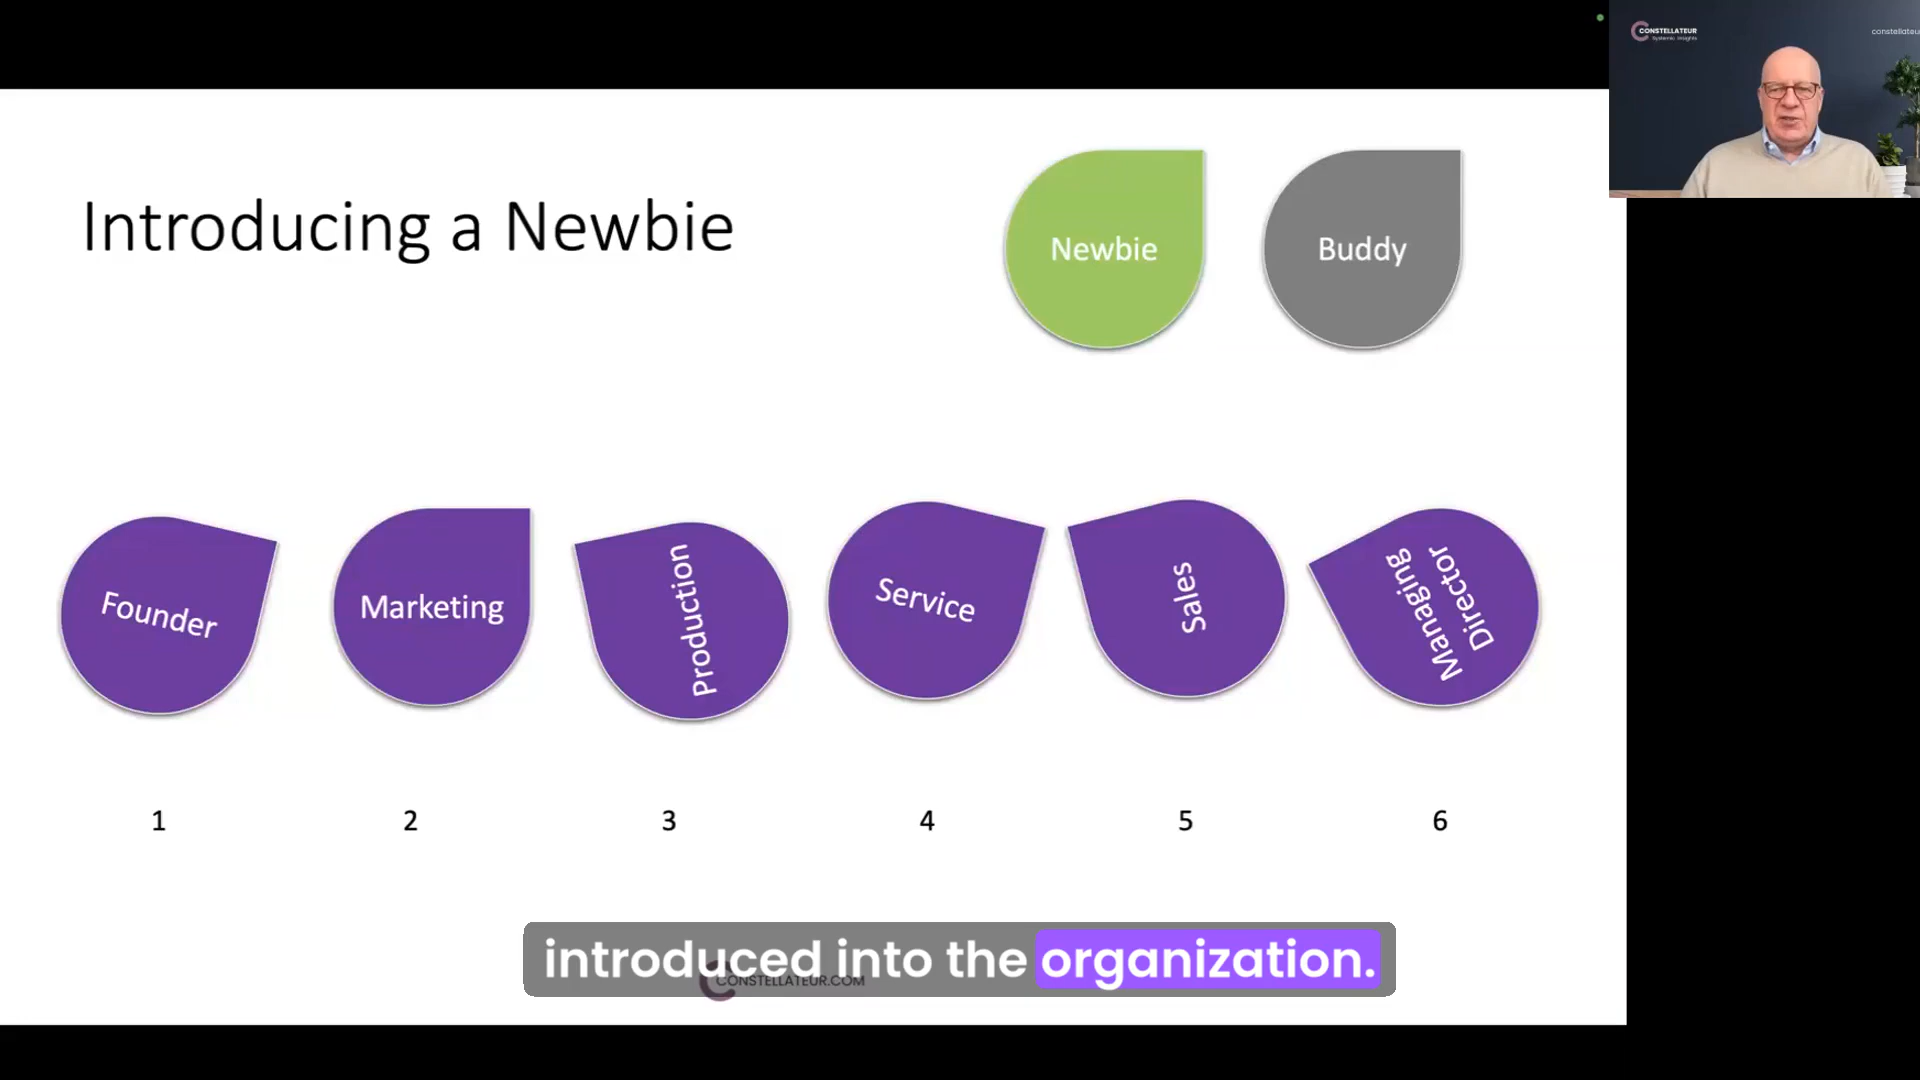 CONSTELLATEUR
Systemic Insights
constellateu
Introducing a Newbie
Newbie
Buddy
Founder
Marketing
Production
Service
Sales
Managing
Director
1
2
3
4
5
6
introduced into the organization.
CONSTELLATEUR.COM